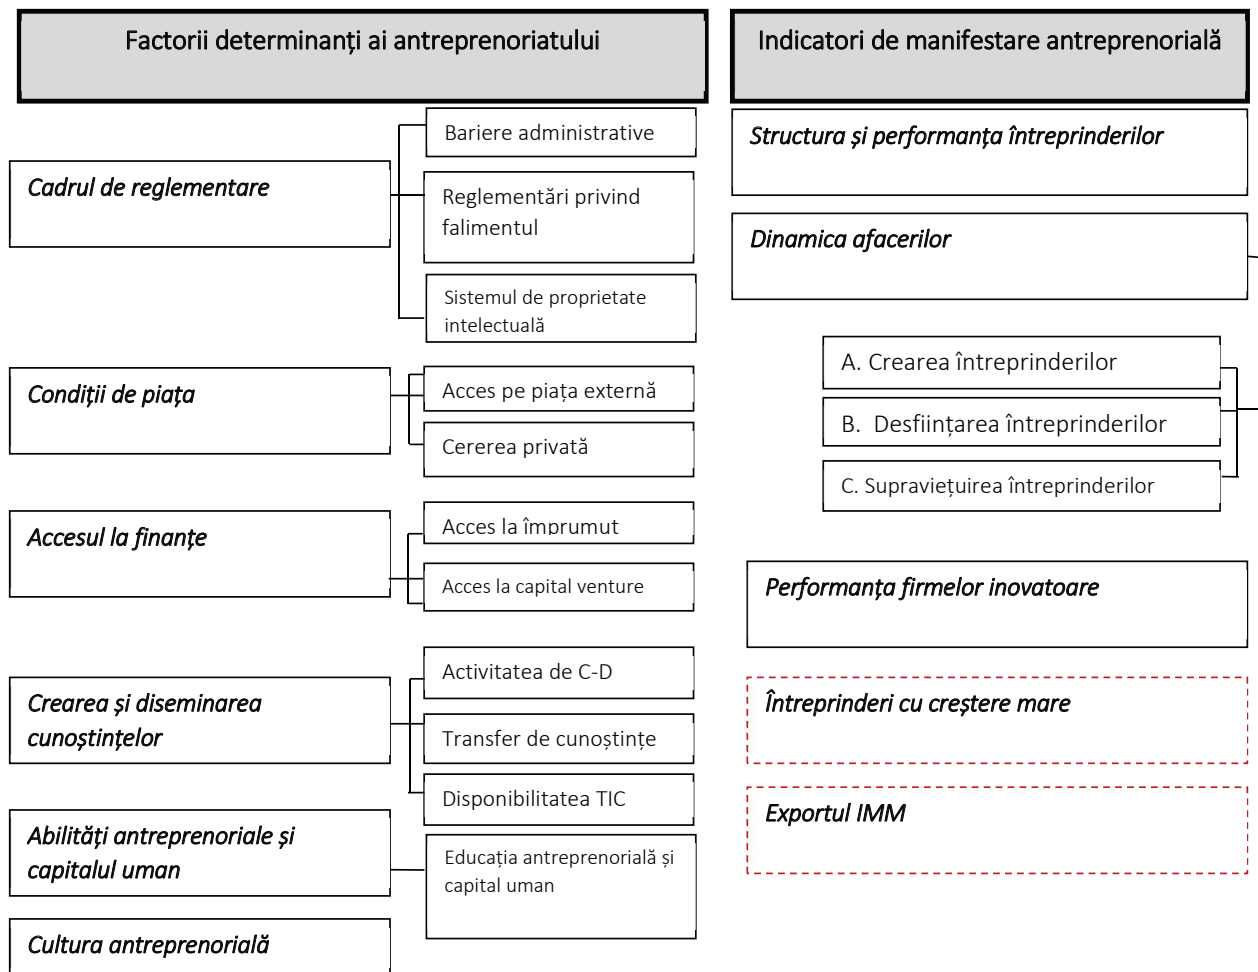 Factorii determinanți ai antreprenoriatului
Bariere administrative
Cadrul de reglementare
Reglementări privind
falimentul
Sistemul de proprietate
intelectuală
Condiții de piața
Acces pe piața externă
Cererea privată
Accesul la finanțe
Acces la împrumut
Acces la capital venture
Crearea și diseminarea
cunoștințelor
Activitatea de C-D
Transfer de cunoștințe
Disponibilitatea TIC
Abilități antreprenoriale și
capitalul uman
Educația antreprenorială și
capital uman
Cultura antreprenorială
Indicatori de manifestare antreprenorială
Structura și performanța întreprinderilor
Dinamica afacerilor
A. Crearea întreprinderilor
B. Desființarea întreprinderilor
C. Supraviețuirea întreprinderilor
Performanța firmelor inovatoare
Întreprinderi cu creștere mare
Exportul IMM